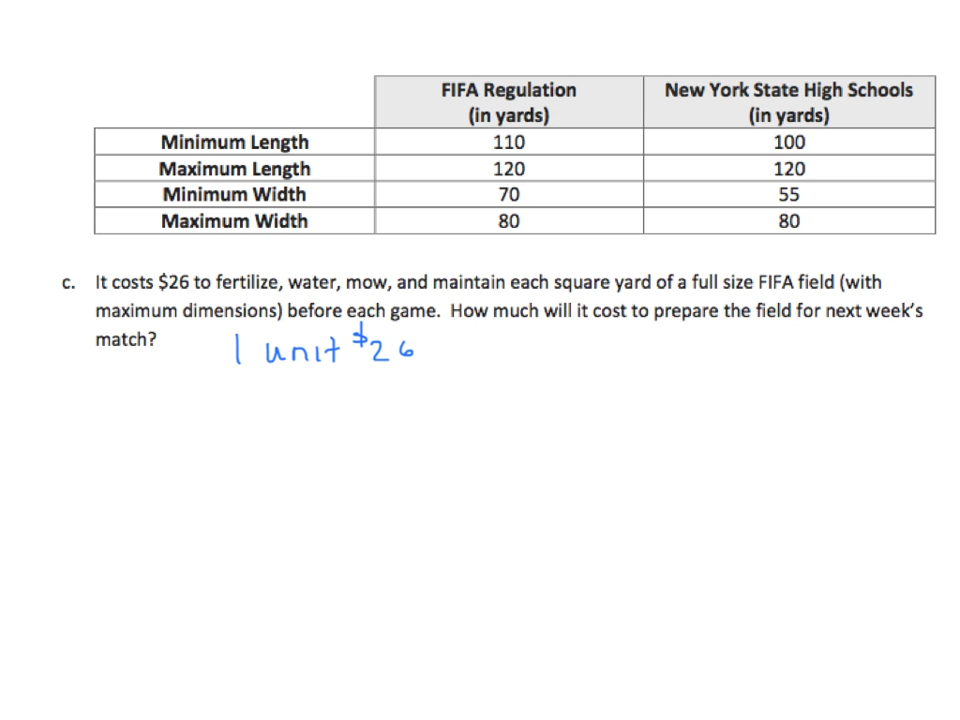 FIFA Regulation New York State High Schools
(in yards) (in yards)
Minimum Length 110 100
Maximum Length 120 120
Minimum Width 70 55
Maximum Width 80 80
c. It costs $26 to fertilize, water, mow, and maintain each square yard of a full size FIFA field (with
maximum dimensions) before each game. How much will it cost to prepare the field for next week's
match?
1 unit $26